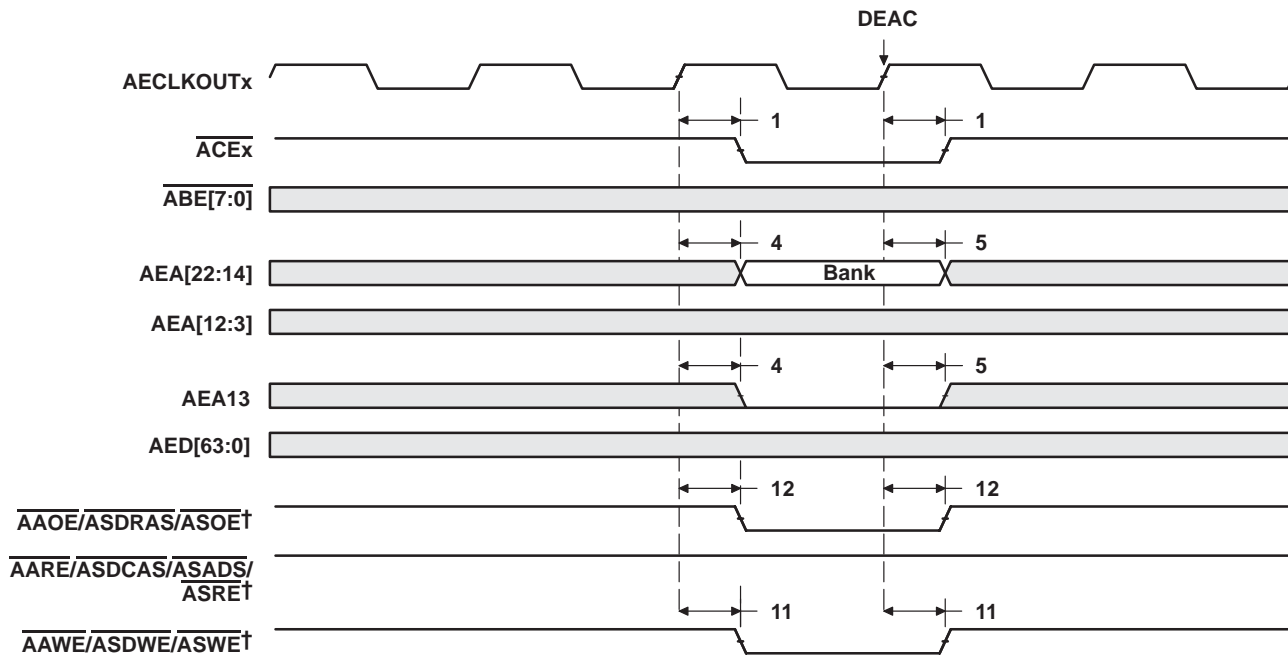 DEAC
AECLKOUTx
1 1
ACEx
ABE[7:0]
4 5
AEA[22:14] Bank
AEA[12:3]
4 5
AEA13
AED[63:0]
12 12
AAOE/ASDRAS/ASOE†
AARE/ASDCAS/ASADS/
ASRE†
11 11
AAWE/ASDWE/ASWE†